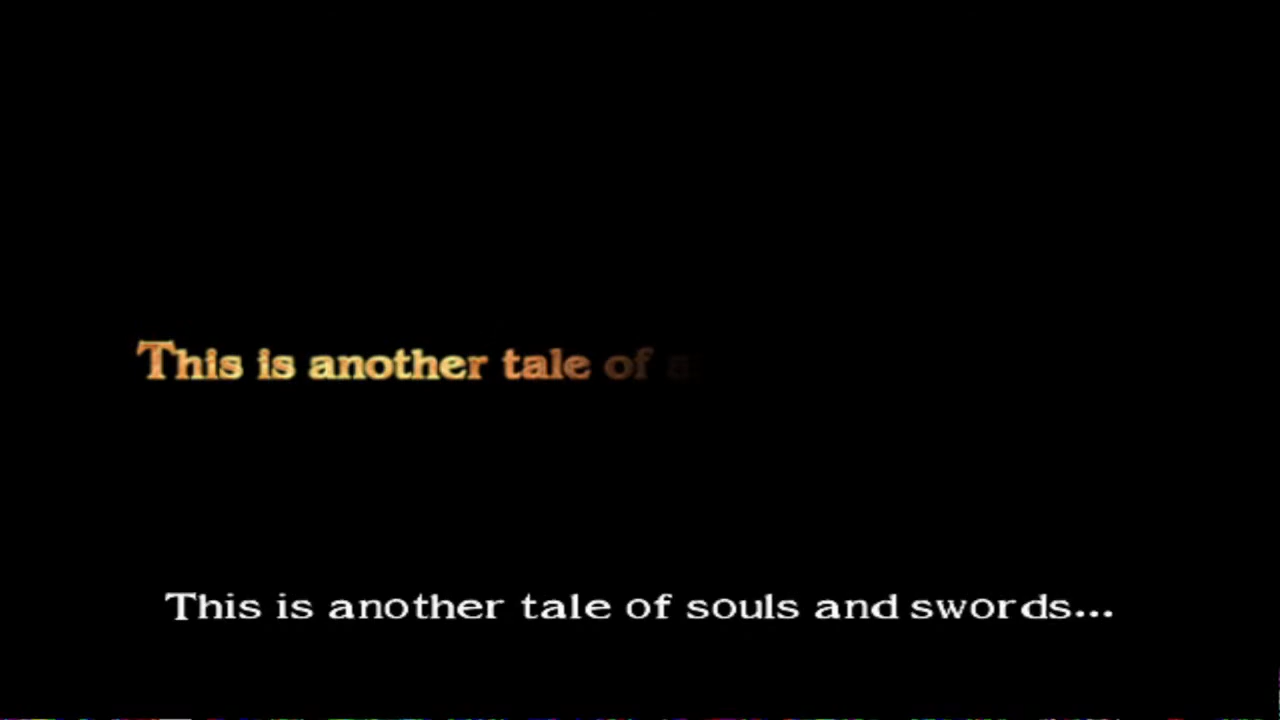 This is another tale of
This is another tale of souls and swords...